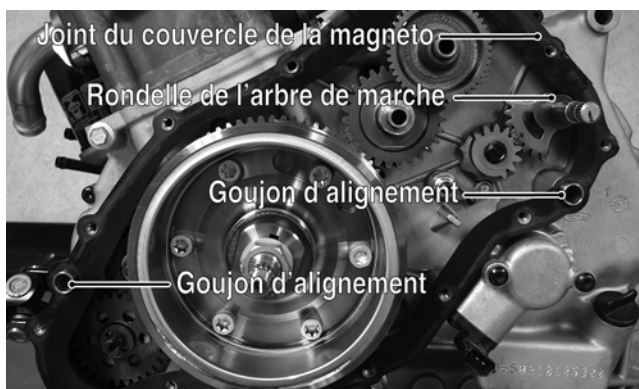 Joint du couvercle de la magnéto
Rondelle de l'arbre de marche
Goujon d'alignement
Goujon d'alignement